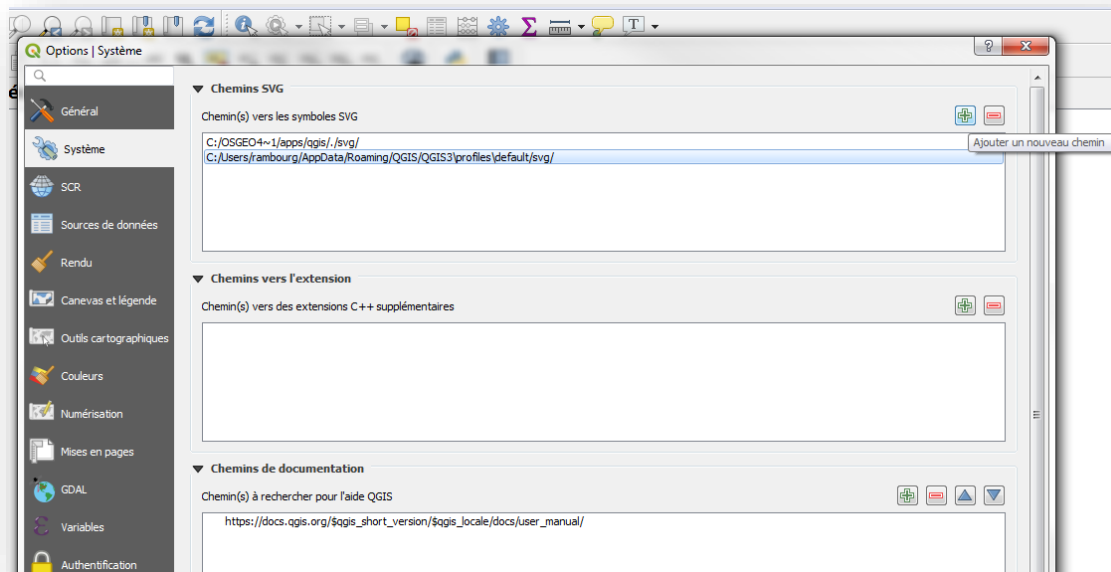 Options | Système
Général
Système
SCR
Sources de données
Rendu
Canevas et légende
Outils cartographiques
Couleurs
Numérisation
Mises en pages
GDAL
Variables
Authentification
Chemins SVG
Chemin(s) vers les symboles SVG
C:/OSGEO4~1/apps/qgis/./svg/
C:/Users/rambourg/AppData/Roaming/QGIS/QGIS3\profiles\default/svg/
Ajouter un nouveau chemin
Chemins vers l'extension
Chemin(s) vers des extensions C++ supplémentaires
Chemins de documentation
Chemin(s) à rechercher pour l'aide QGIS
https://docs.qgis.org/$qgis_short_version/$qgis_locale/docs/user_manual/